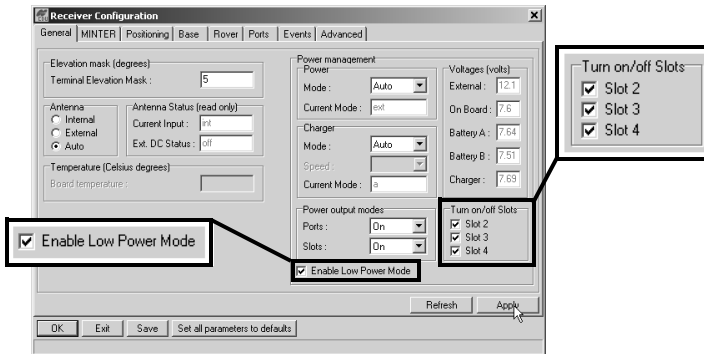 Receiver Configuration
General MINTER Positioning Base Rover Ports Events Advanced
Elevation mask (degrees)
Terminal Elevation Mask : 5
Antenna
Internal
External
Auto
Antenna Status (read only)
Current Input : int
Ext. DC Status : off
Temperature (Celsius degrees)
Board temperature :
Power management
Power
Mode : Auto
Current Mode : ext
Charger
Mode : Auto
Speed :
Current Mode : a
Power output modes
Ports : On
Slots : On
Enable Low Power Mode
Voltages (volts)
External : 12.1
On Board : 7.6
Battery A : 7.64
Battery B : 7.51
Charger : 7.69
Turn on/off Slots
Slot 2
Slot 3
Slot 4
Turn on/off Slots
Slot 2
Slot 3
Slot 4
Enable Low Power Mode
Refresh Apply
OK Exit Save Set all parameters to defaults